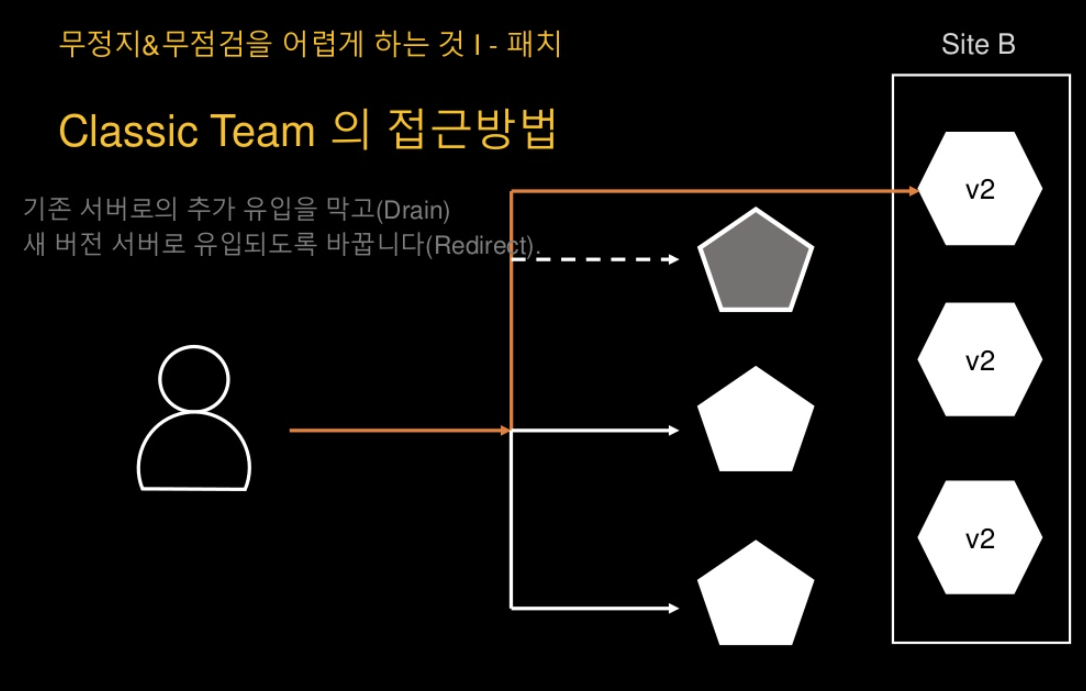 무정지&무점검을 어렵게 하는 것 I - 패치
Site B
Classic Team 의 접근방법
기존 서버로의 추가 유입을 막고(Drain)
새 버전 서버로 유입되도록 바꿉니다(Redirect).
v2
v2
v2